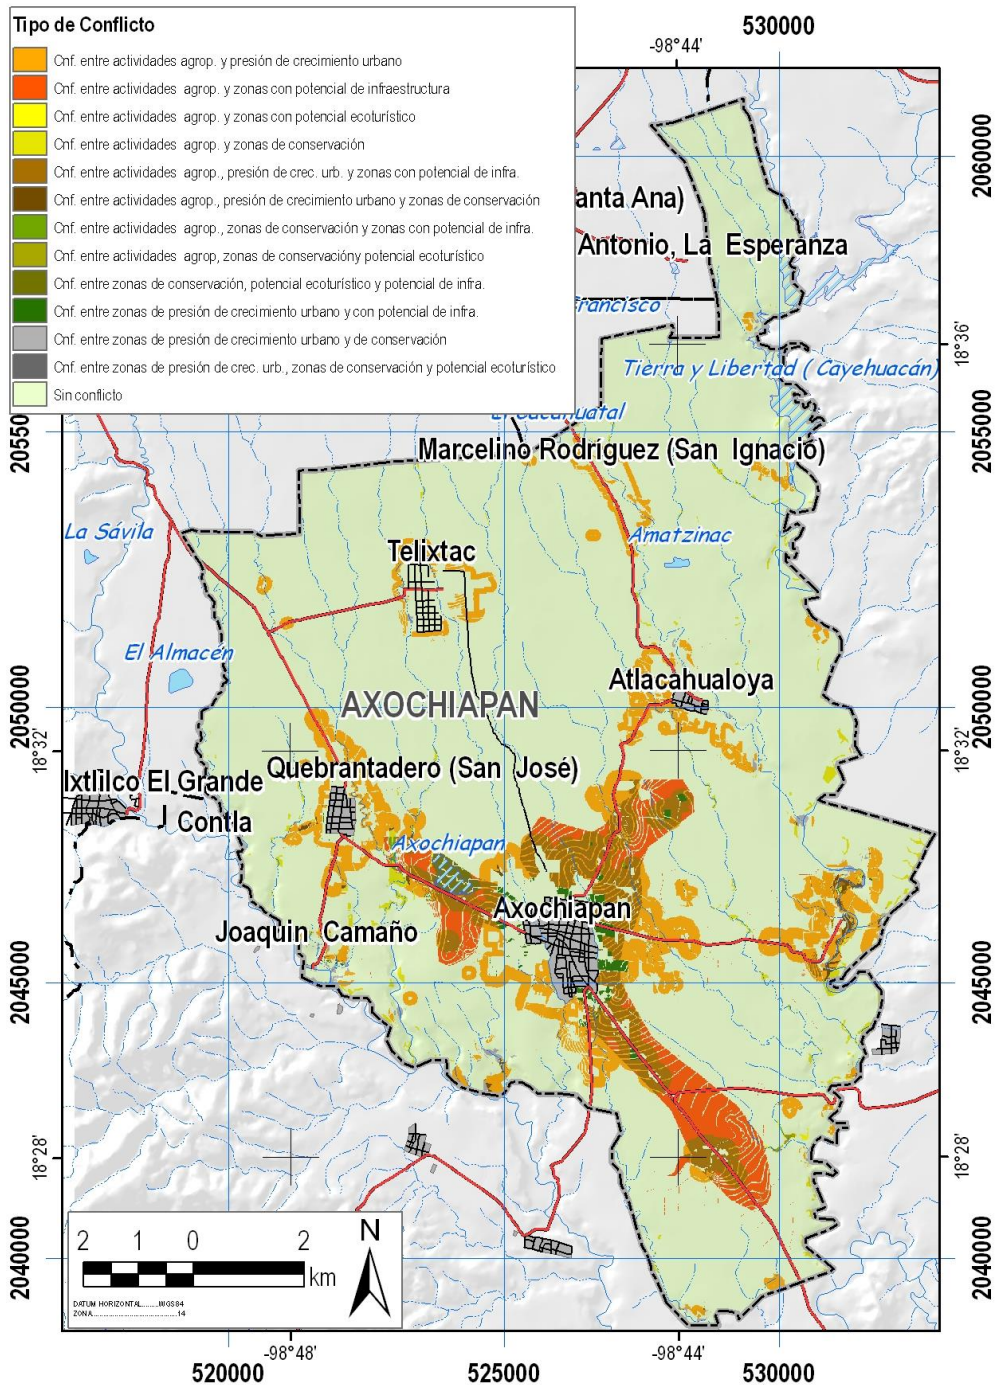 Tipo de Conflicto
Cnf. entre actividades agrop. y presión de crecimiento urbano
Cnf. entre actividades agrop. y zonas con potencial de infraestructura
Cnf. entre actividades agrop. y zonas con potencial ecoturístico
Cnf. entre actividades agrop. y zonas de conservación
Cnf. entre actividades agrop., presión de crec. urb. y zonas con potencial de infra.
Cnf. entre actividades agrop., presión de crecimiento urbano y zonas de conservación
Cnf. entre actividades agrop., zonas de conservación y zonas con potencial de infra.
Cnf. entre actividades agrop, zonas de conservacióny potencial ecoturístico
Cnf. entre zonas de conservación, potencial ecoturístico y potencial de infra.
Cnf. entre zonas de presión de crecimiento urbano y con potencial de infra.
Cnf. entre zonas de presión de crecimiento urbano y de conservación
Cnf. entre zonas de presión de crec. urb., zonas de conservación y potencial ecoturístico
Sin conflicto
530000
-98°44'
2060000
2060000
anta Ana)
Antonio, La Esperanza
rancisco
18°36'
Tierra y Libertad ( Cayehuacán)
2055000
2055000
Marcelino Rodríguez (San Ignacio)
La Sávila
Amatzinac
Telixtac
El Almacén
Atlacahualoya
AXOCHIAPAN
2050000
2050000
18°32'
18°32'
Quebrantadero (San José)
Ixtlilco El Grande
Contla
Axochiapan
Axochiapan
Joaquin Camaño
2045000
2045000
18°28'
18°28'
2040000
2040000
2 1 0 2
km
N
DATUM HORIZONTAL.........WGS84
ZONA..............................14
520000
-98°48'
525000
-98°44'
530000